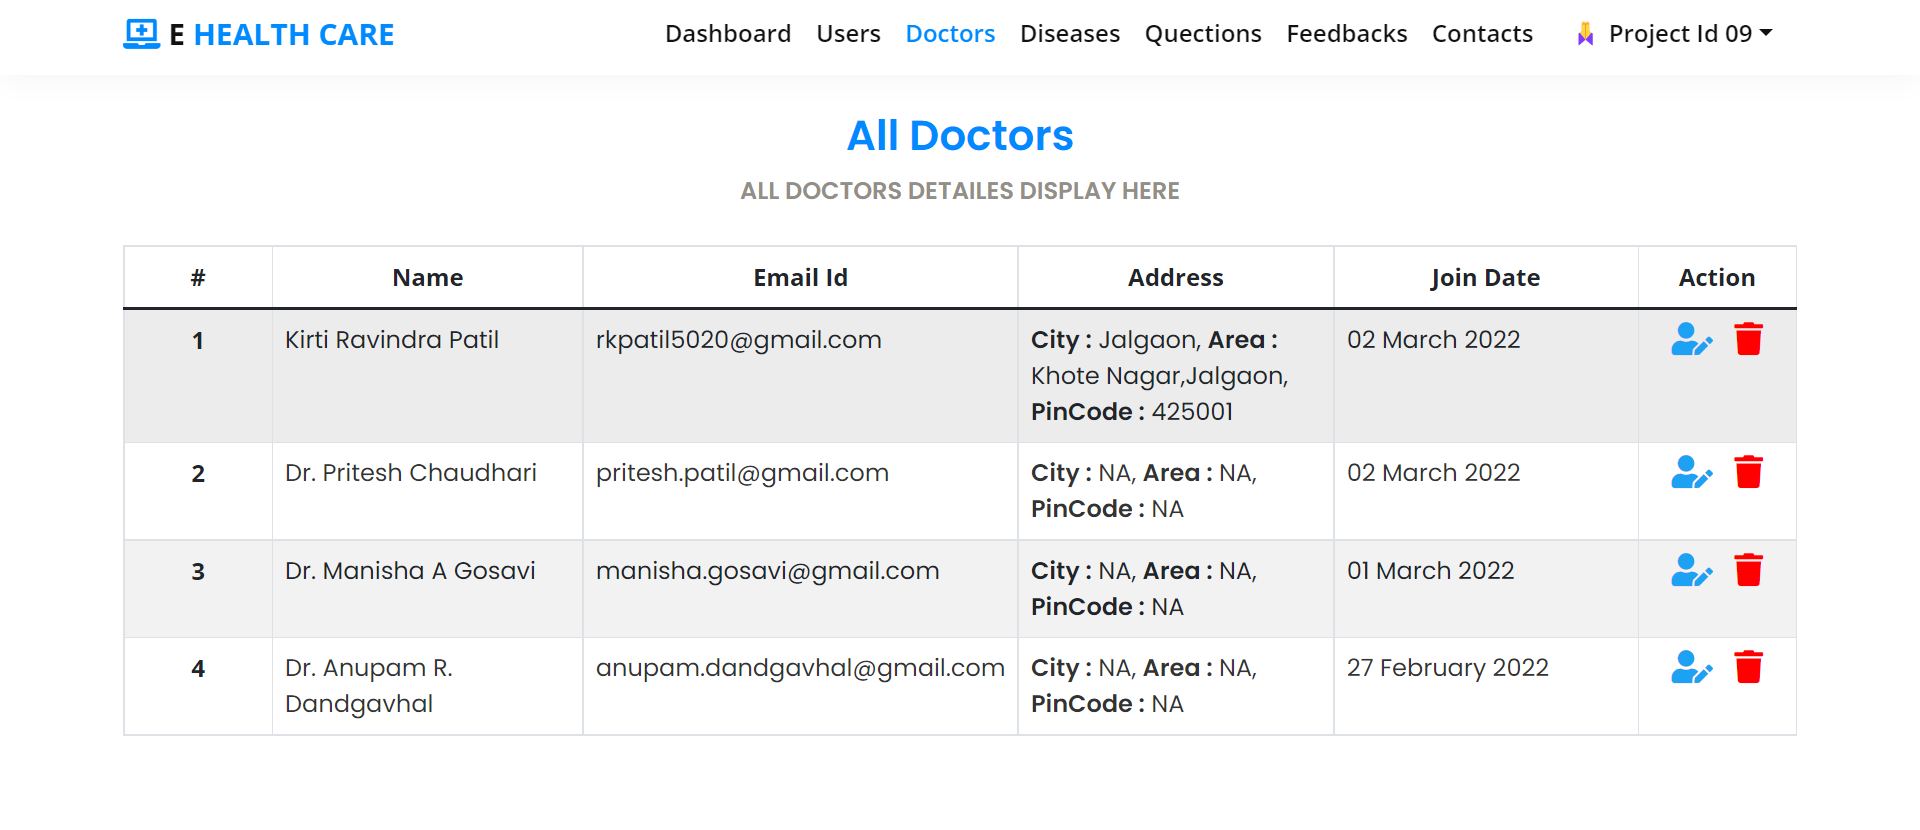 E HEALTH CARE
Dashboard Users Doctors Diseases Quections Feedbacks Contacts Project Id 09
All Doctors
ALL DOCTORS DETAILES DISPLAY HERE
# Name Email Id Address Join Date Action
1 Kirti Ravindra Patil rkpatil5020@gmail.com City : Jalgaon, Area : 02 March 2022
Khote Nagar,Jalgaon,
PinCode : 425001
2 Dr. Pritesh Chaudhari pritesh.patil@gmail.com City : NA, Area : NA, 02 March 2022
PinCode : NA
3 Dr. Manisha A Gosavi manisha.gosavi@gmail.com City : NA, Area : NA, 01 March 2022
PinCode : NA
4 Dr. Anupam R. anupam.dandgavhal@gmail.com City : NA, Area : NA, 27 February 2022
Dandgavhal PinCode : NA